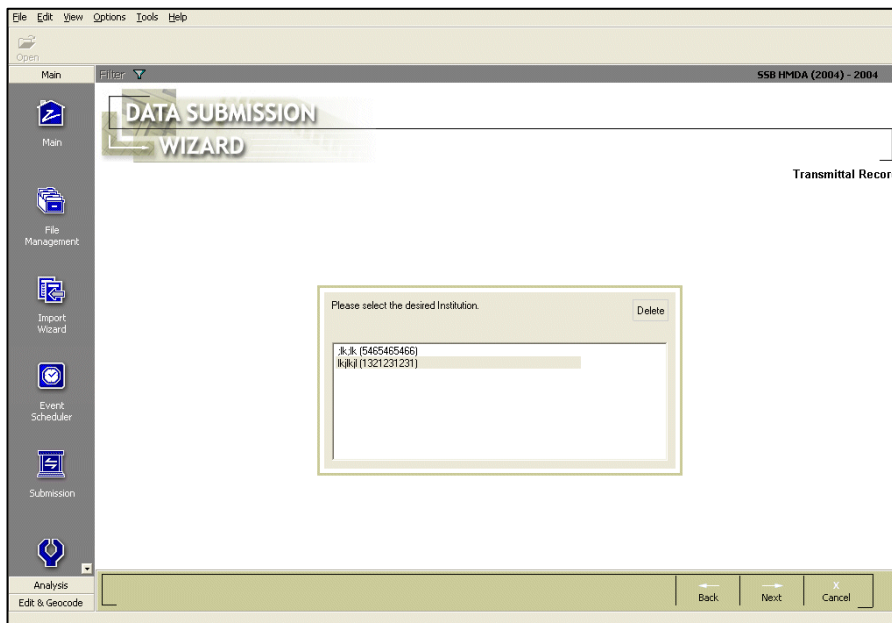 File Edit View Options Tools Help
Open
Main
Filter
SSB HMDA (2004) - 2004
DATA SUBMISSION
WIZARD
Transmittal Recor
Main
File
Management
Import
Wizard
Event
Scheduler
Submission
Please select the desired Institution.
Delete
;lk;lk (5465465466)
lkjlkjl (1321231231)
Analysis
Edit & Geocode
Back
Next
X
Cancel